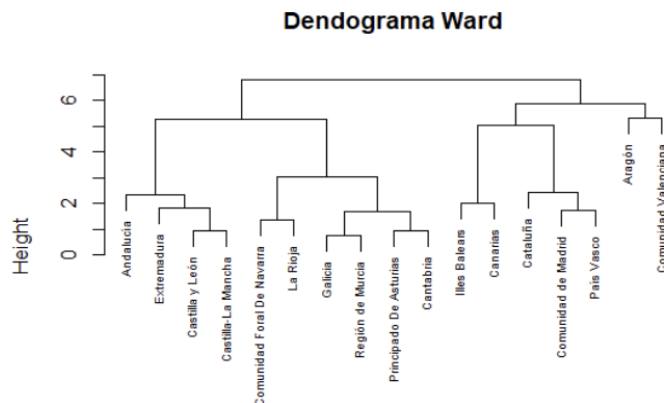 Dendograma Ward
Height
0
2
4
6
Andalucía
Extremadura
Castilla y León
Castilla-La Mancha
Comunidad Foral De Navarra
La Rioja
Galicia
Región de Murcia
Principado De Asturias
Cantabria
Illes Balears
Canarias
Cataluña
Comunidad de Madrid
País Vasco
Aragón
Comunidad Valenciana